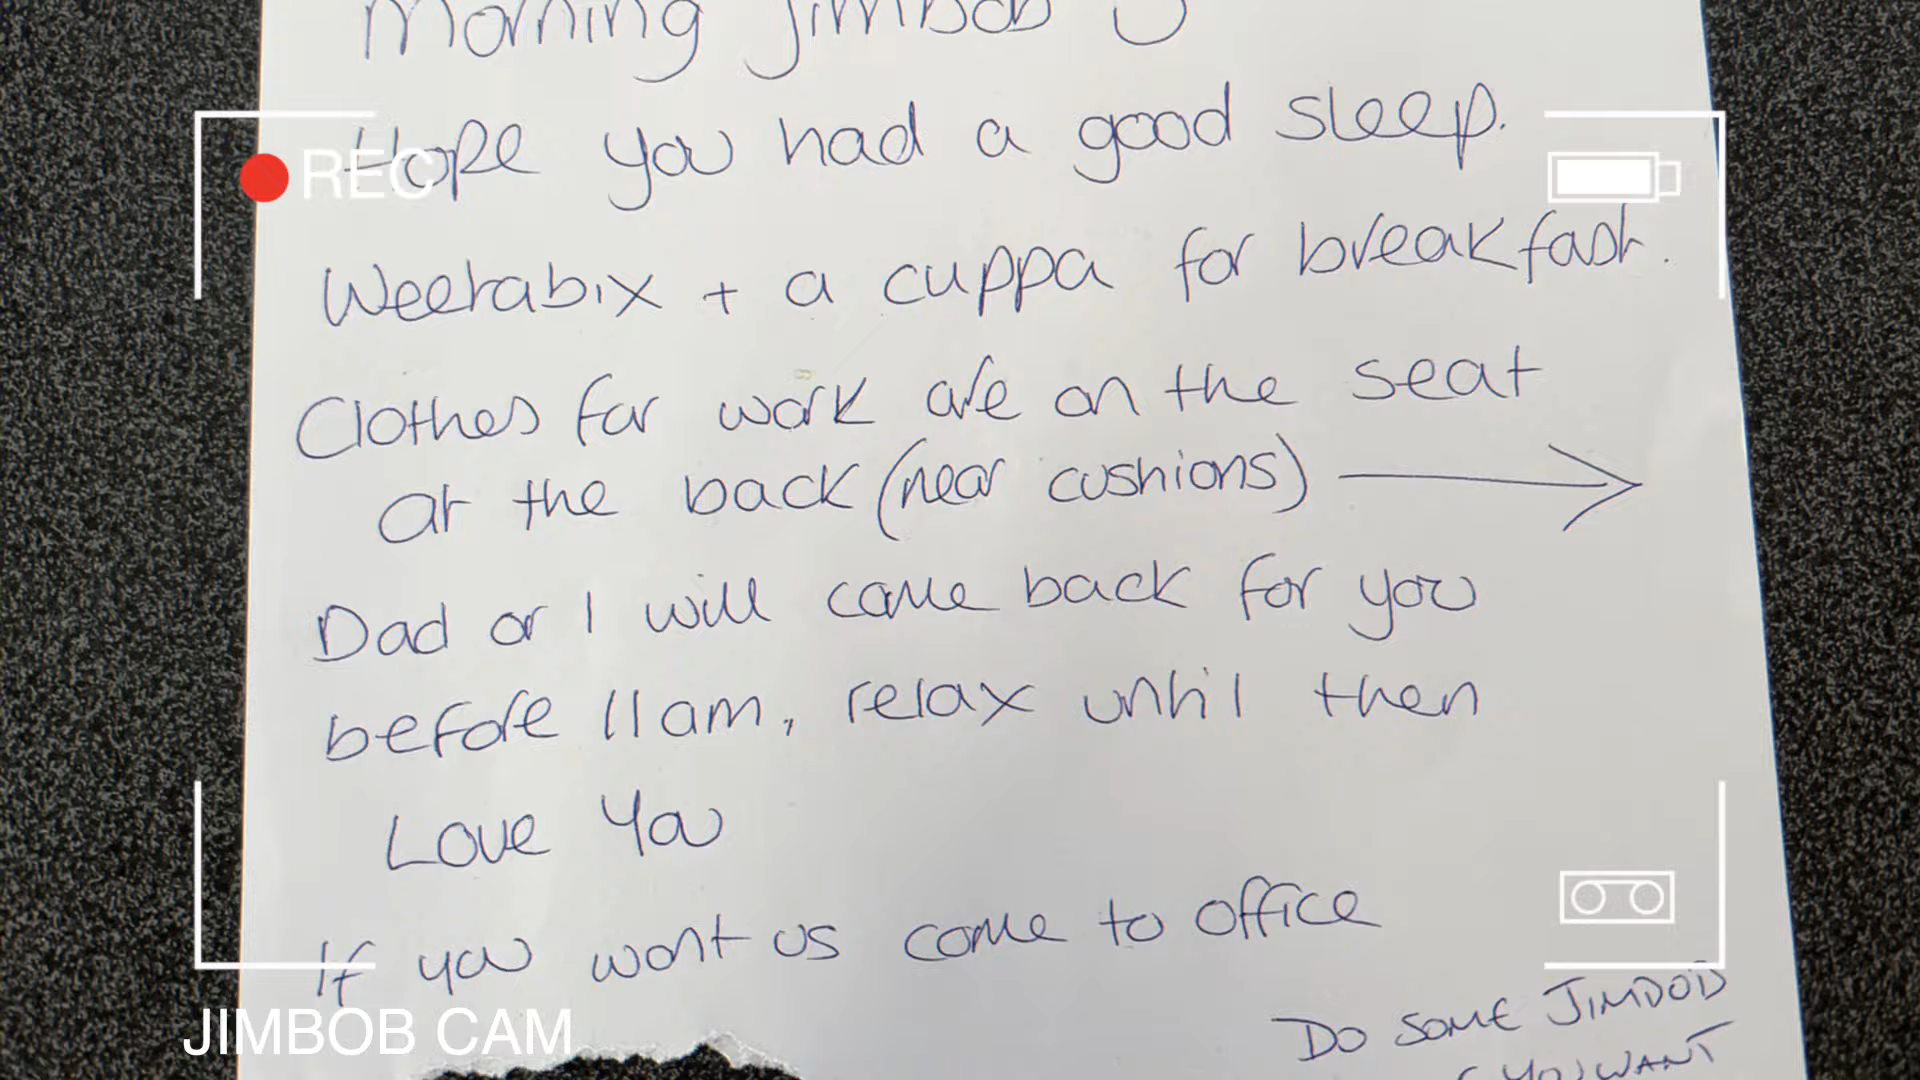 Morning Jimbob
Hope you had a good sleep.
REC
Weetabix + a cuppa for breakfast.
Clothes for work are on the seat
at the back (near cushions)
Dad or I will come back for you
before 11am, relax until then
Love You
If you want us come to office
DO SOME JIMBOB
YOU WANT
JIMBOB CAM